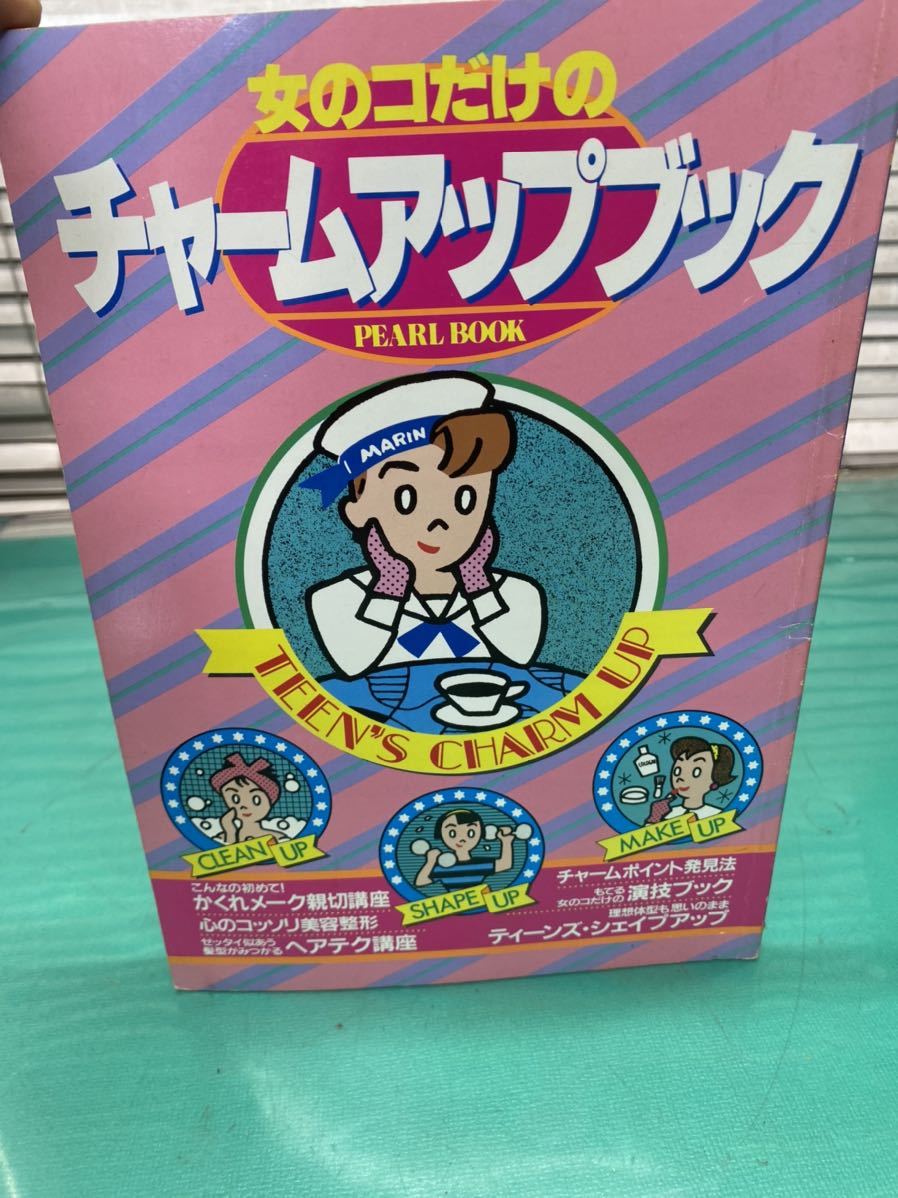 女のコだけの
チャームアップブック
PEARL BOOK
MARIN
TEEN'S CHARM UP
CLEAN UP
SHAPE UP
MAKE UP
こんなの初めて!
かくれメーク親切講座
心のコッソリ美容整形
ゼッタイ似あう
髪型がみつかる ヘアテク講座
チャームポイント発見法
もてる
女のコだけの 演技ブック
理想体型も思いのまま
ティーンズ・シェイプアップ